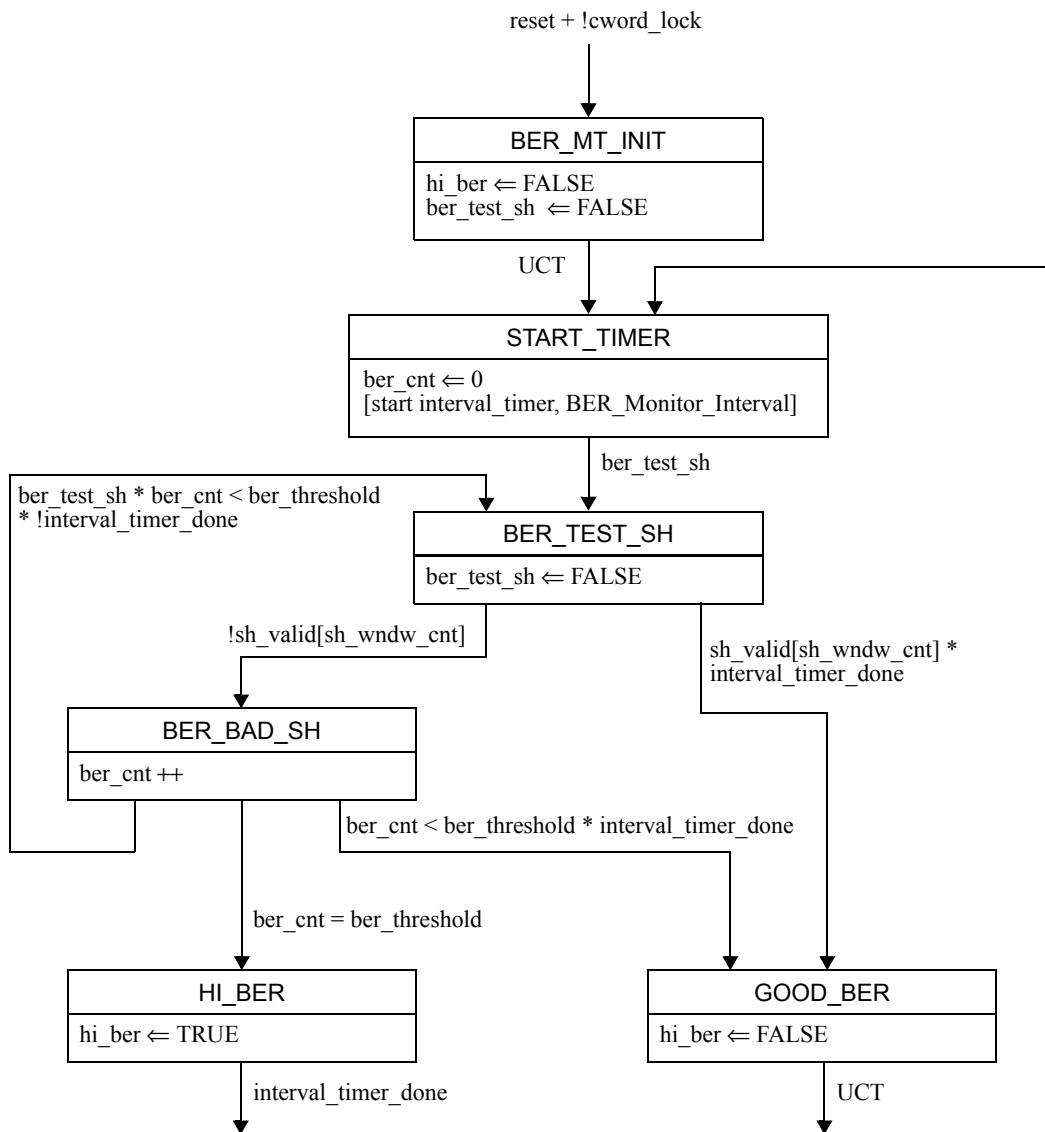 reset + !cword_lock
BER_MT_INIT
hi_ber ⇐ FALSE
ber_test_sh ⇐ FALSE
UCT
START_TIMER
ber_cnt ⇐ 0
[start interval_timer, BER_Monitor_Interval]
ber_test_sh
ber_test_sh * ber_cnt < ber_threshold
* !interval_timer_done
BER_TEST_SH
ber_test_sh ⇐ FALSE
!sh_valid[sh_wndw_cnt]
sh_valid[sh_wndw_cnt] *
interval_timer_done
BER_BAD_SH
ber_cnt ++
ber_cnt < ber_threshold * interval_timer_done
ber_cnt = ber_threshold
HI_BER
hi_ber ⇐ TRUE
GOOD_BER
hi_ber ⇐ FALSE
interval_timer_done
UCT